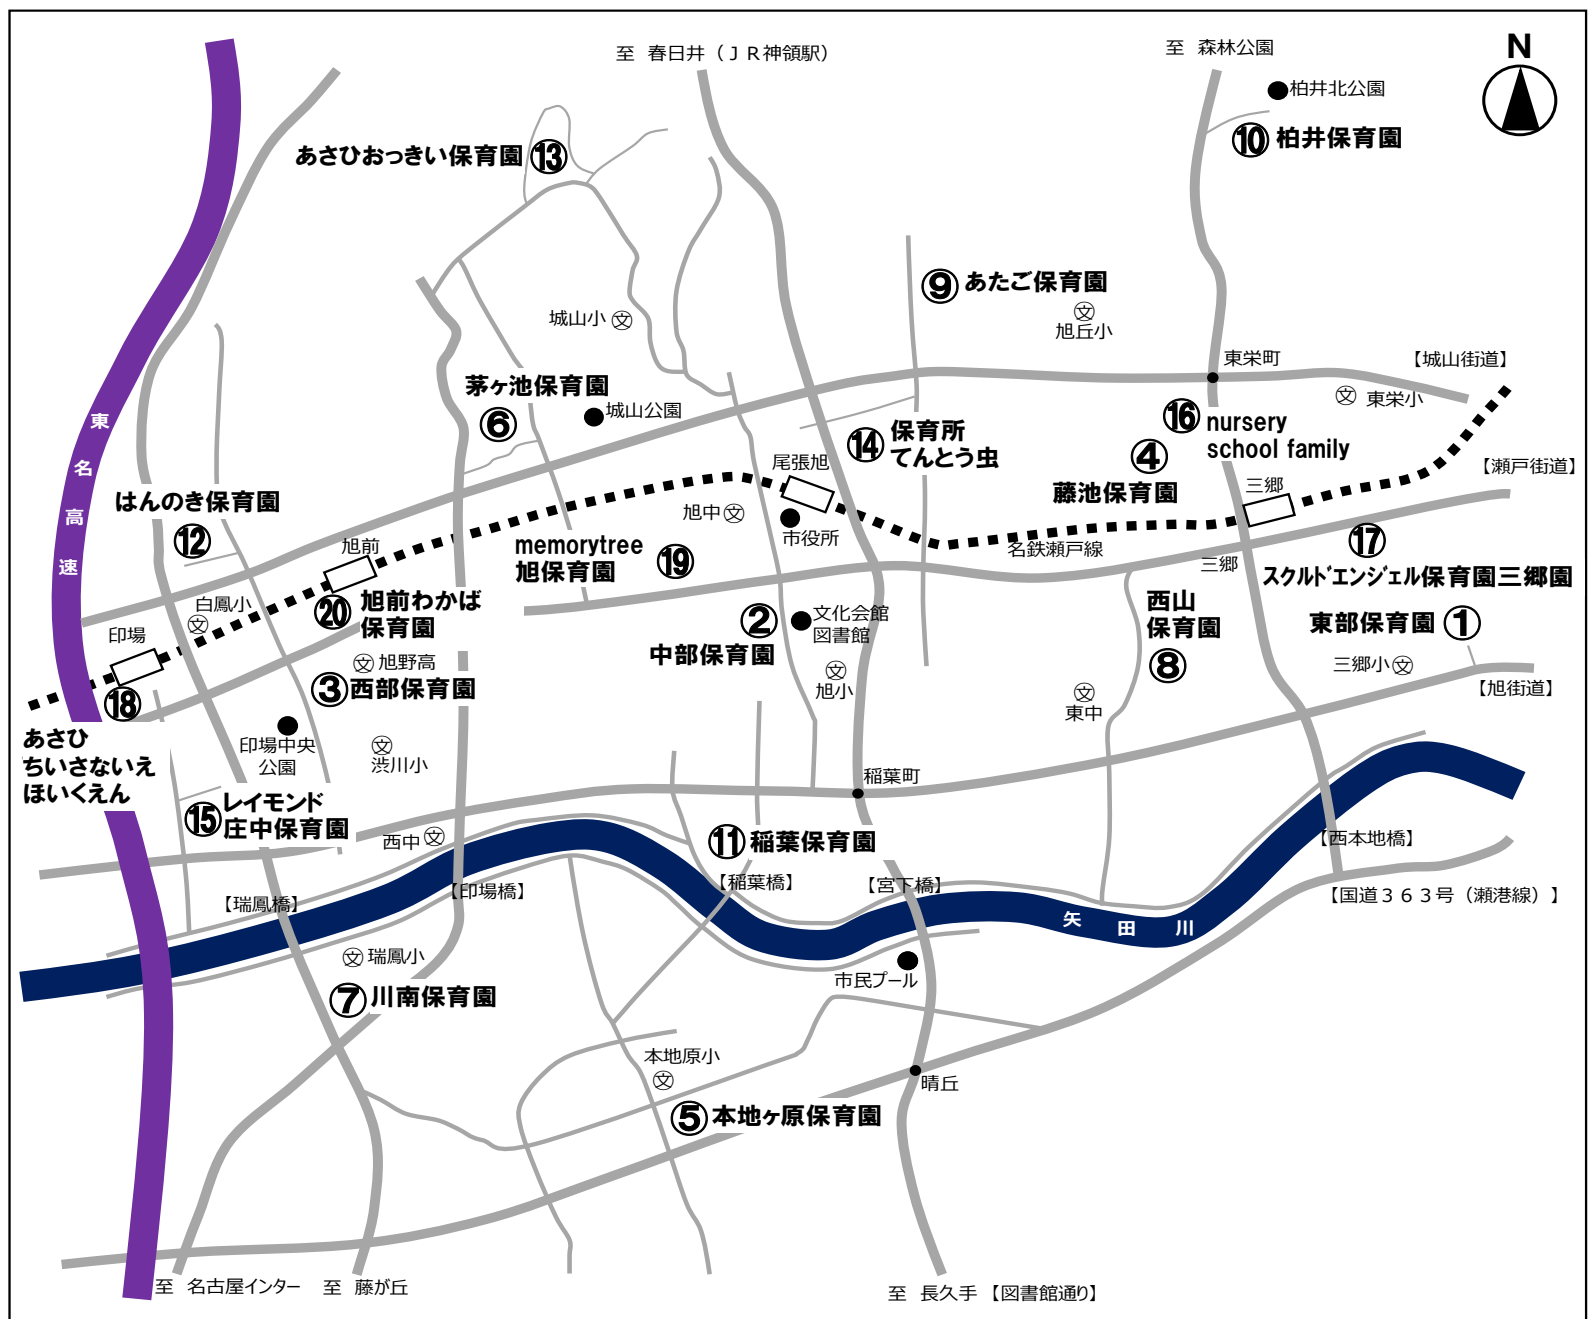 至 春日井（ＪＲ神領駅）
至 森林公園
N
柏井北公園
⑩ 柏井保育園
あさひおっきい保育園 ⑬
⑨ あたご保育園
城山小 文
文
旭丘小
東栄町
【城山街道】
茅ヶ池保育園
⑥
城山公園
文 東栄小
⑯ nursery
school family
⑭ 保育所
てんとう虫
④
藤池保育園
東名高速
尾張旭
三郷
【瀬戸街道】
はんのき保育園
⑫
旭中 文
市役所
旭前
memorytree
旭保育園 ⑲
名鉄瀬戸線
三郷
⑰
スクルドエンジェル保育園三郷園
白鳳小
文
⑳ 旭前わかば
保育園
② 文化会館
図書館
中部保育園
西山
保育園
⑧
東部保育園 ①
印場
文 旭野高
③ 西部保育園
文
旭小
三郷小 文
【旭街道】
⑱
あさひ
ちいさないえ
ほいくえん
文
東中
印場中央
公園
文
渋川小
稲葉町
⑮ レイモンド
庄中保育園
西中 文
⑪ 稲葉保育園
【西本地橋】
【瑞鳳橋】
【印場橋】
【稲葉橋】
【宮下橋】
【国道３６３号（瀬港線）】
矢田川
文 瑞鳳小
市民プール
⑦ 川南保育園
本地原小
文
晴丘
⑤ 本地ヶ原保育園
至 名古屋インター
至 藤が丘
至 長久手 【図書館通り】